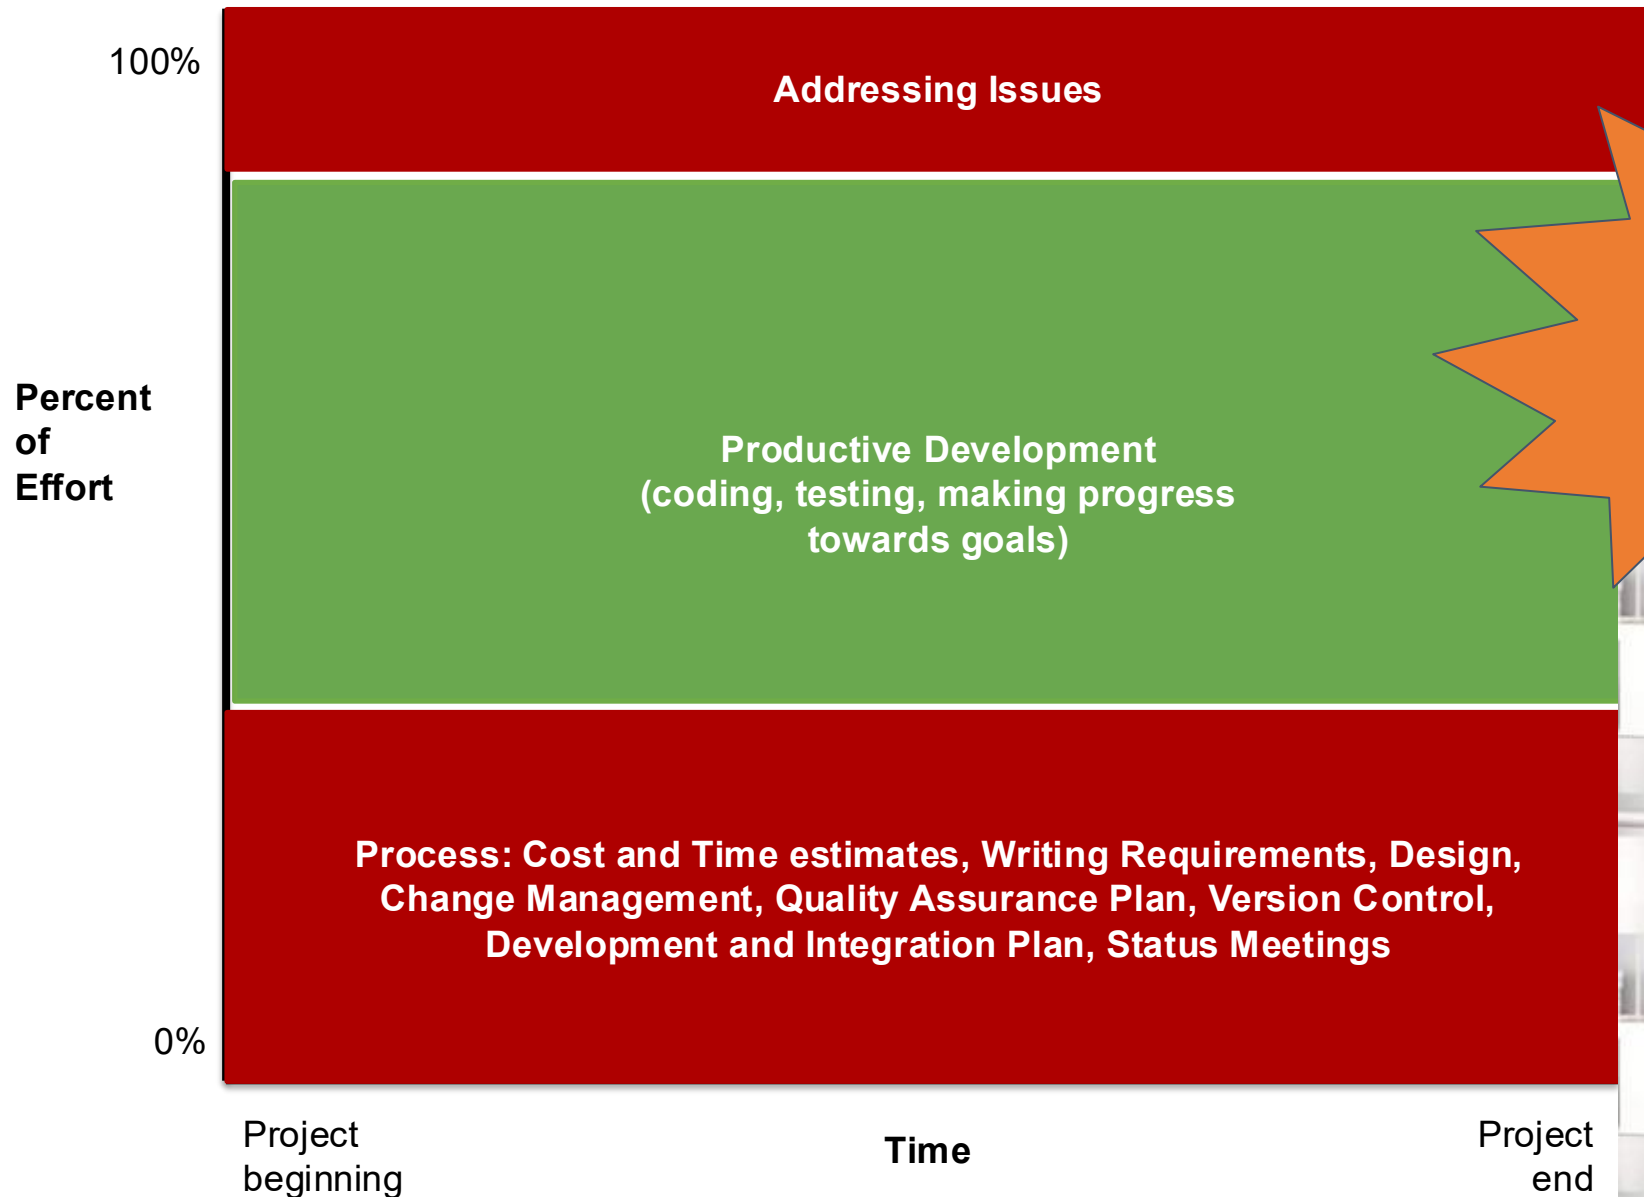 100%
Addressing Issues
Percent
of
Effort
Productive Development
(coding, testing, making progress
towards goals)
Process: Cost and Time estimates, Writing Requirements, Design,
Change Management, Quality Assurance Plan, Version Control,
Development and Integration Plan, Status Meetings
0%
Project
beginning
Time
Project
end